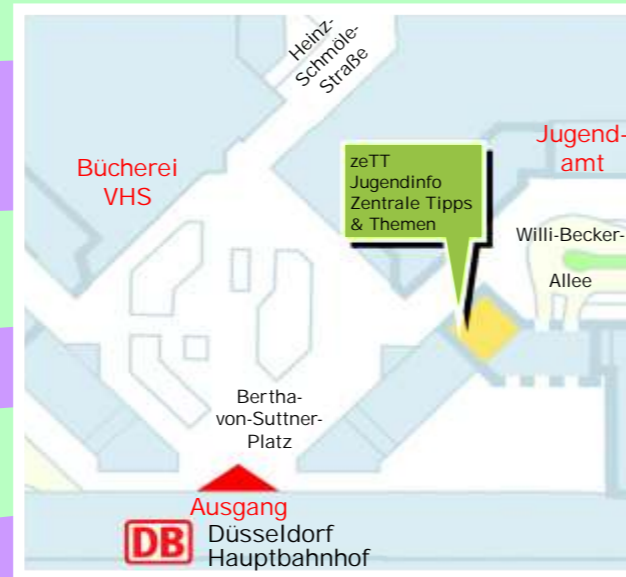 Heinz-
Schmöle-
Straße
Bücherei
VHS
zeTT
Jugendinfo
Zentrale Tipps
& Themen
Jugend-
amt
Willi-Becker-
Allee
Bertha-
von-Suttner-
Platz
Ausgang
DB
Düsseldorf
Hauptbahnhof